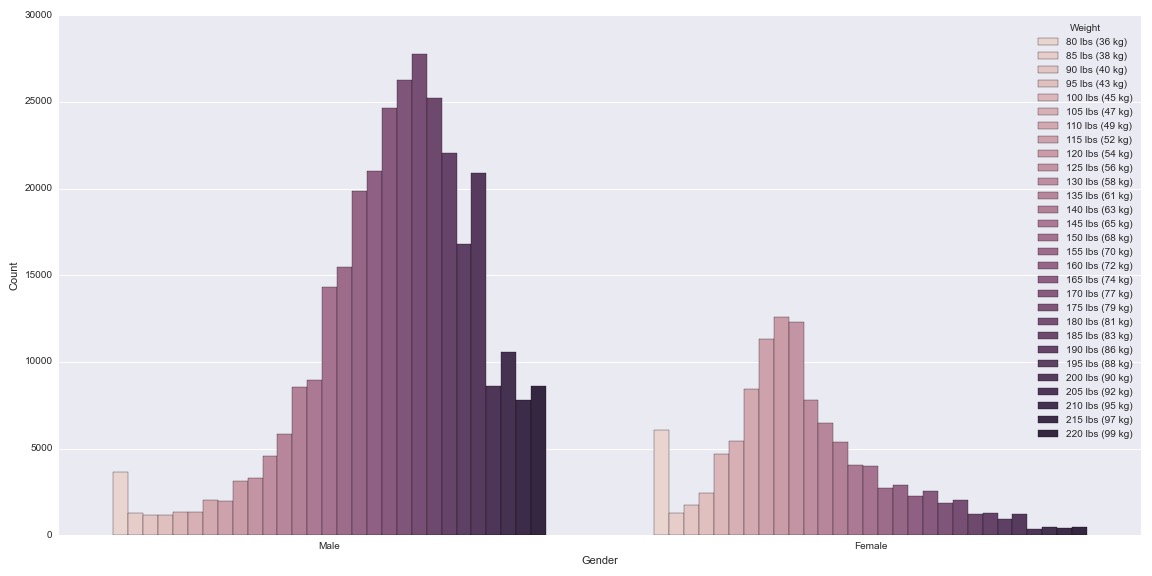 30000
25000
20000
15000
10000
5000
0
Count
Male
Female
Gender
Weight
80 lbs (36 kg)
85 lbs (38 kg)
90 lbs (40 kg)
95 lbs (43 kg)
100 lbs (45 kg)
105 lbs (47 kg)
110 lbs (49 kg)
115 lbs (52 kg)
120 lbs (54 kg)
125 lbs (56 kg)
130 lbs (58 kg)
135 lbs (61 kg)
140 lbs (63 kg)
145 lbs (65 kg)
150 lbs (68 kg)
155 lbs (70 kg)
160 lbs (72 kg)
165 lbs (74 kg)
170 lbs (77 kg)
175 lbs (79 kg)
180 lbs (81 kg)
185 lbs (83 kg)
190 lbs (86 kg)
195 lbs (88 kg)
200 lbs (90 kg)
205 lbs (92 kg)
210 lbs (95 kg)
215 lbs (97 kg)
220 lbs (99 kg)